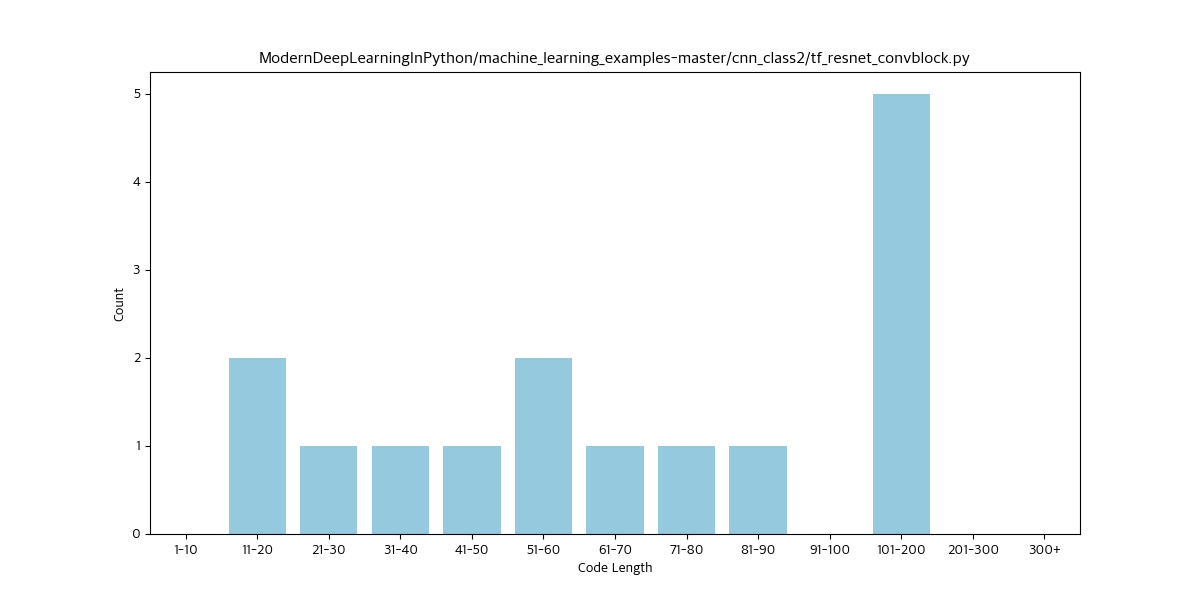 ModernDeepLearningInPython/machine_learning_examples-master/cnn_class2/tf_resnet_convblock.py
5
4
3
2
1
0
Count
1-10 11-20 21-30 31-40 41-50 51-60 61-70 71-80 81-90 91-100 101-200 201-300 300+
Code Length